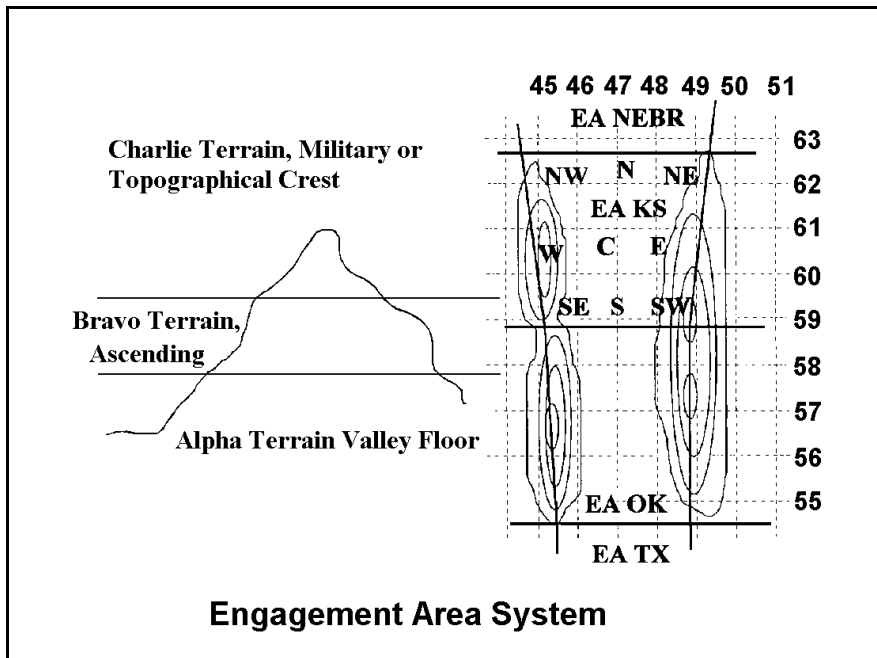 45 46 47 48 49 50 51
EA NEBR
63
Charlie Terrain, Military or
Topographical Crest
NW N NE
62
EA KS
61
W C E
60
SE S SW
59
Bravo Terrain,
Ascending
58
57
Alpha Terrain Valley Floor
56
55
EA OK
EA TX
Engagement Area System